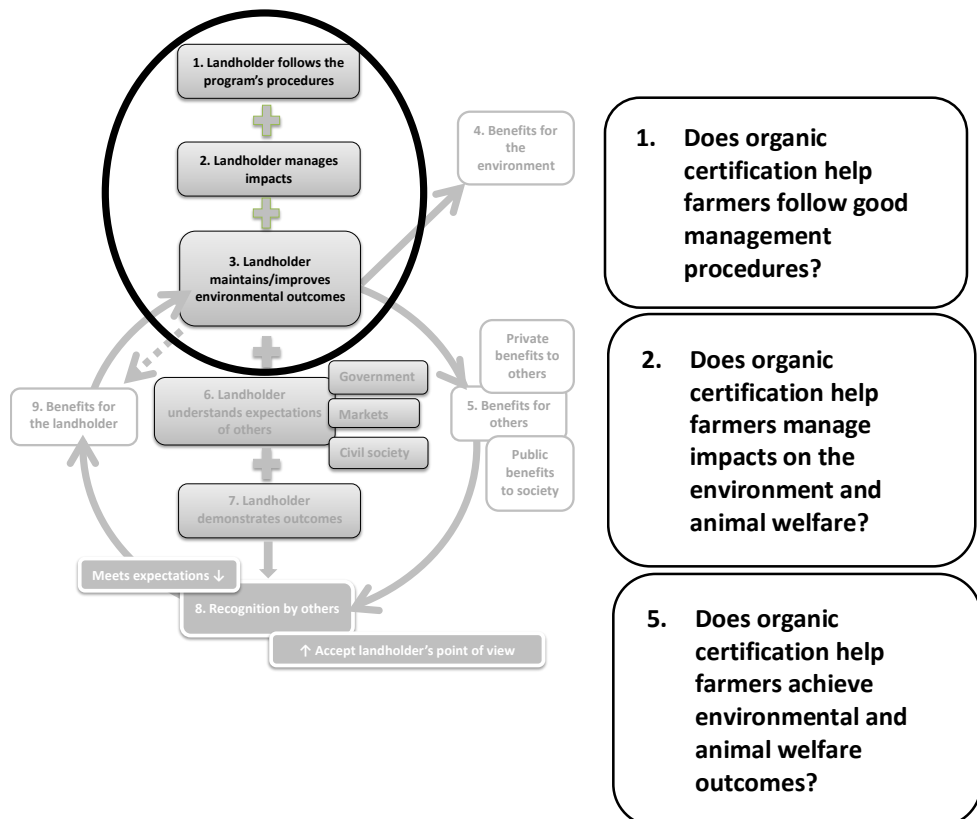 1. Landholder follows the
program's procedures
2. Landholder manages
impacts
3. Landholder
maintains/improves
environmental outcomes
4. Benefits for
the
environment
Private
benefits to
others
5. Benefits for
others
Public
benefits
to society
Government
Markets
Civil society
6. Landholder
understands expectations
of others
7. Landholder
demonstrates outcomes
9. Benefits for
the landholder
Meets expectations ↓
8. Recognition by others
↑ Accept landholder's point of view
1. Does organic
certification help
farmers follow good
management
procedures?
2. Does organic
certification help
farmers manage
impacts on the
environment and
animal welfare?
5. Does organic
certification help
farmers achieve
environmental and
animal welfare
outcomes?